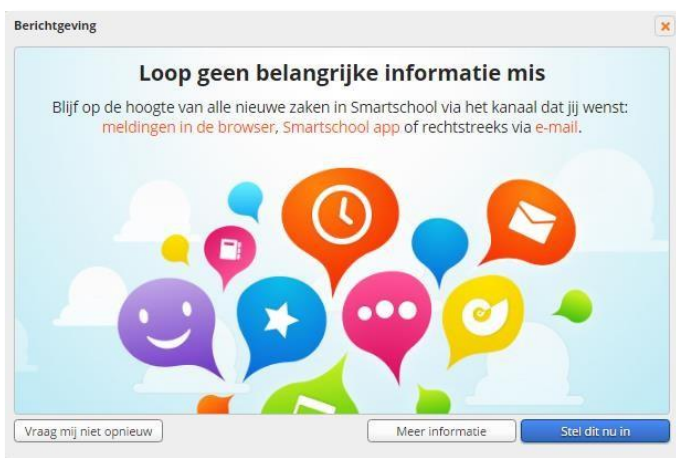 Berichtgeving
Loop geen belangrijke informatie mis
Blijf op de hoogte van alle nieuwe zaken in Smartschool via het kanaal dat jij wenst:
meldingen in de browser, Smartschool app of rechtstreeks via e-mail.
Vraag mij niet opnieuw
Meer informatie
Stel dit nu in